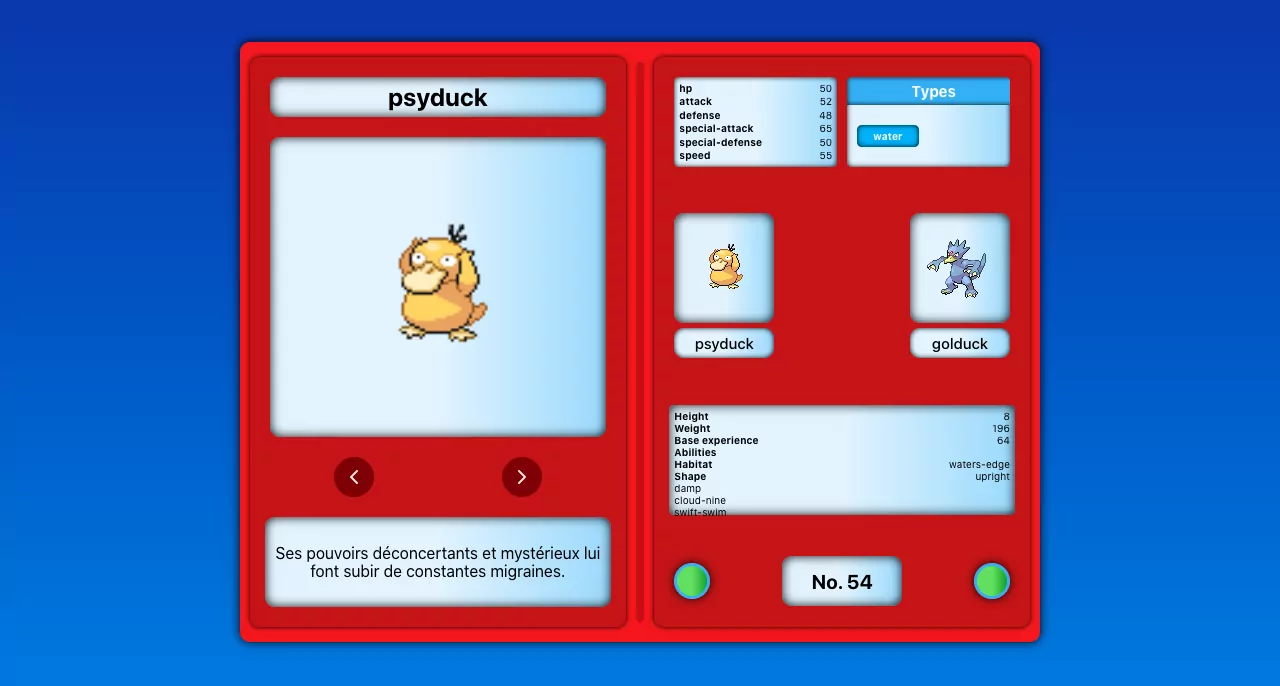 psyduck
Ses pouvoirs déconcertants et mystérieux lui
font subir de constantes migraines.
hp 50
attack 52
defense 48
special-attack 65
special-defense 50
speed 55
Types
water
psyduck
golduck
Height 8
Weight 196
Base experience 64
Abilities
Habitat waters-edge
Shape upright
damp
cloud-nine
swift-swim
No. 54